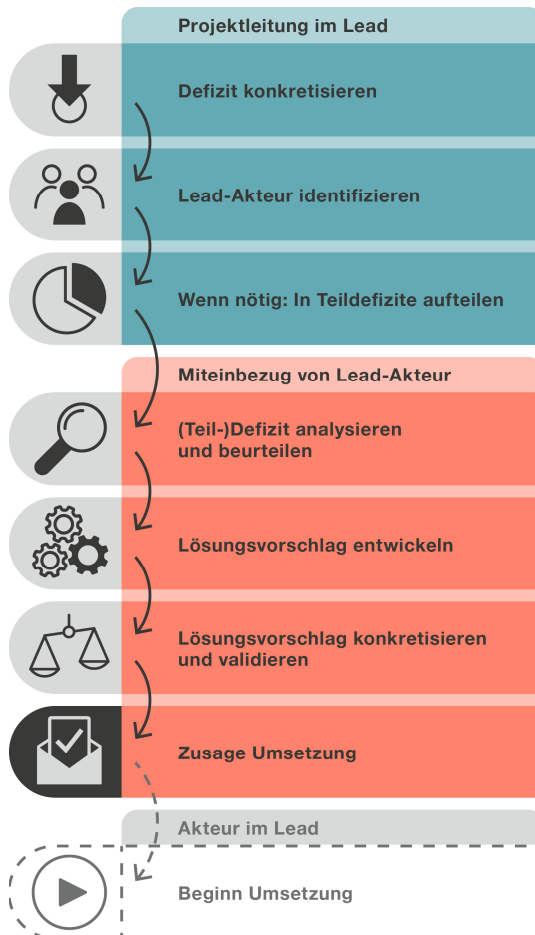 Projektleitung im Lead
Defizit konkretisieren
Lead-Akteur identifizieren
Wenn nötig: In Teildefizite aufteilen
Miteinbezug von Lead-Akteur
(Teil-)Defizit analysieren
und beurteilen
Lösungsvorschlag entwickeln
Lösungsvorschlag konkretisieren
und validieren
Zusage Umsetzung
Akteur im Lead
Beginn Umsetzung